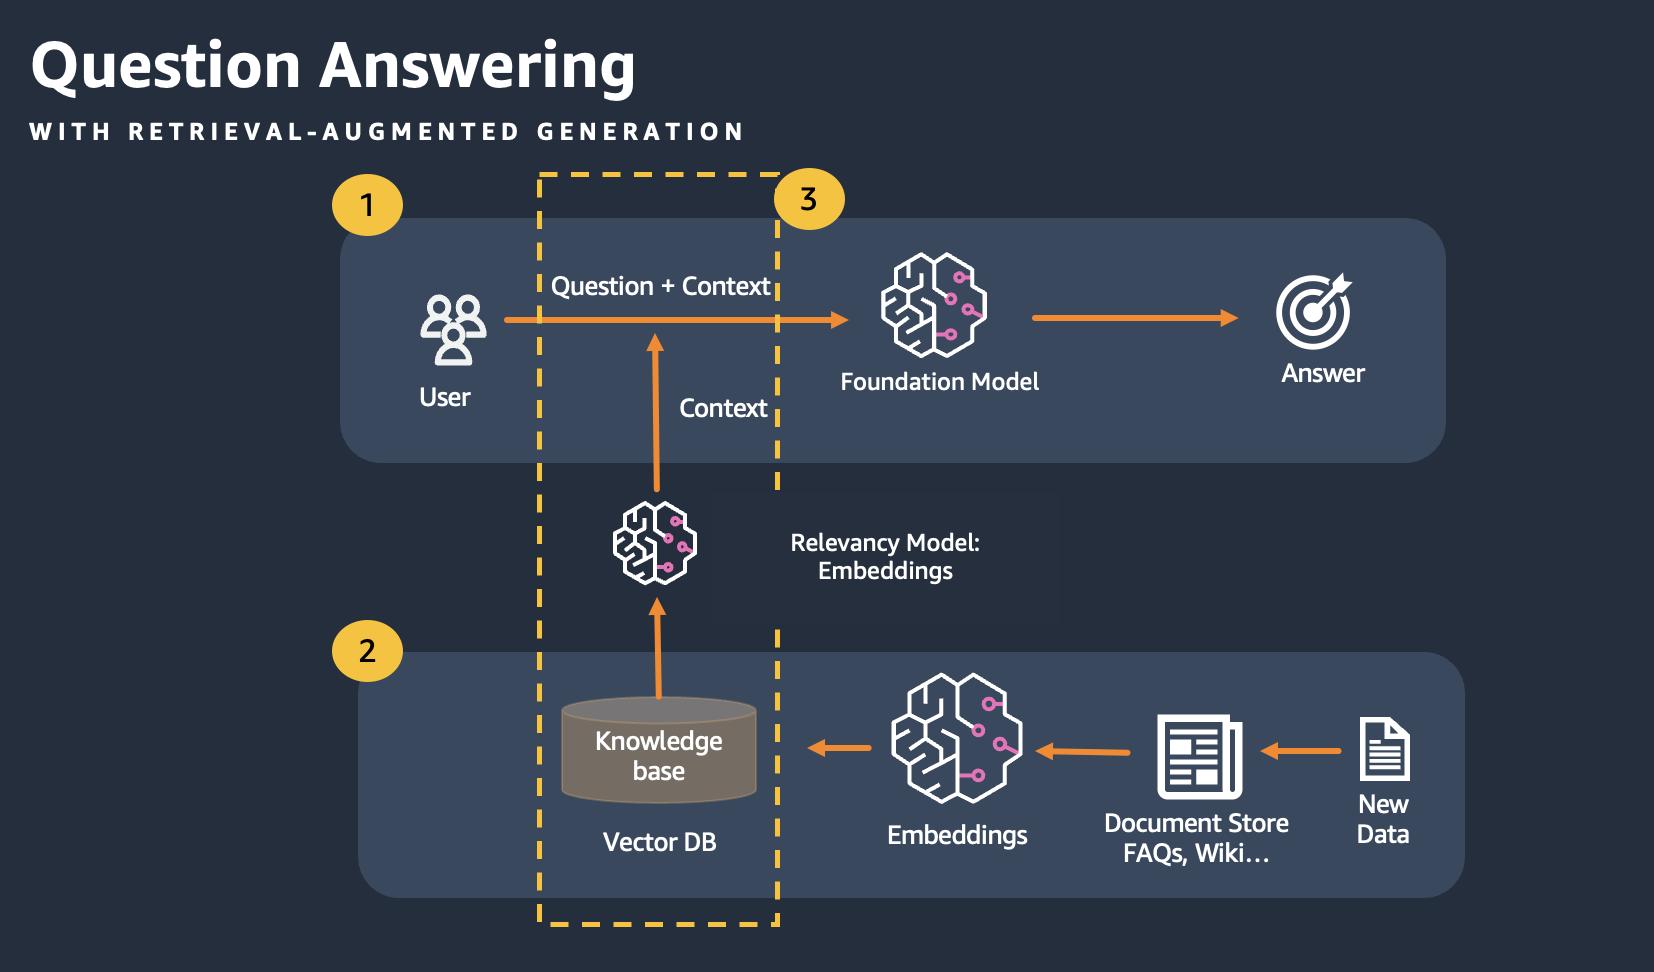 Question Answering
WITH RETRIEVAL-AUGMENTED GENERATION
1
3
Question + Context
User
Foundation Model
Answer
Context
Relevancy Model:
Embeddings
2
Knowledge
base
Vector DB
Embeddings
Document Store
FAQs, Wiki...
New
Data